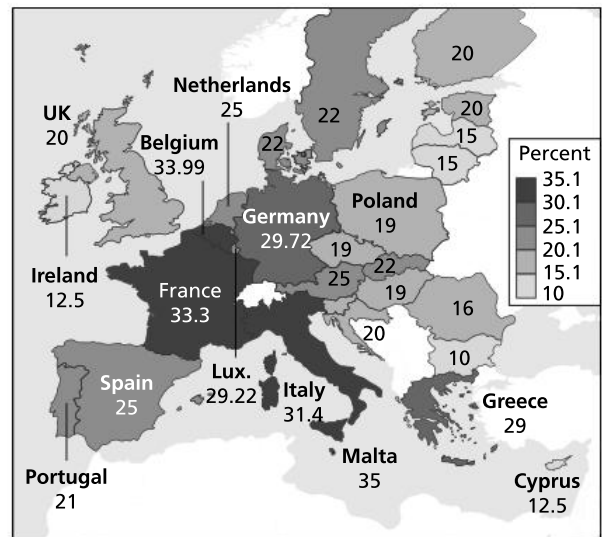 20
Netherlands
25
22
UK
20
20
Belgium
33.99
22
15
15
Percent
35.1
30.1
25.1
20.1
15.1
10
Poland
19
Germany
29.72
19
22
25
19
Ireland
12.5
France
33.3
16
20
10
Lux.
29.22
Spain
25
Italy
31.4
Greece
29
Malta
35
Portugal
21
Cyprus
12.5